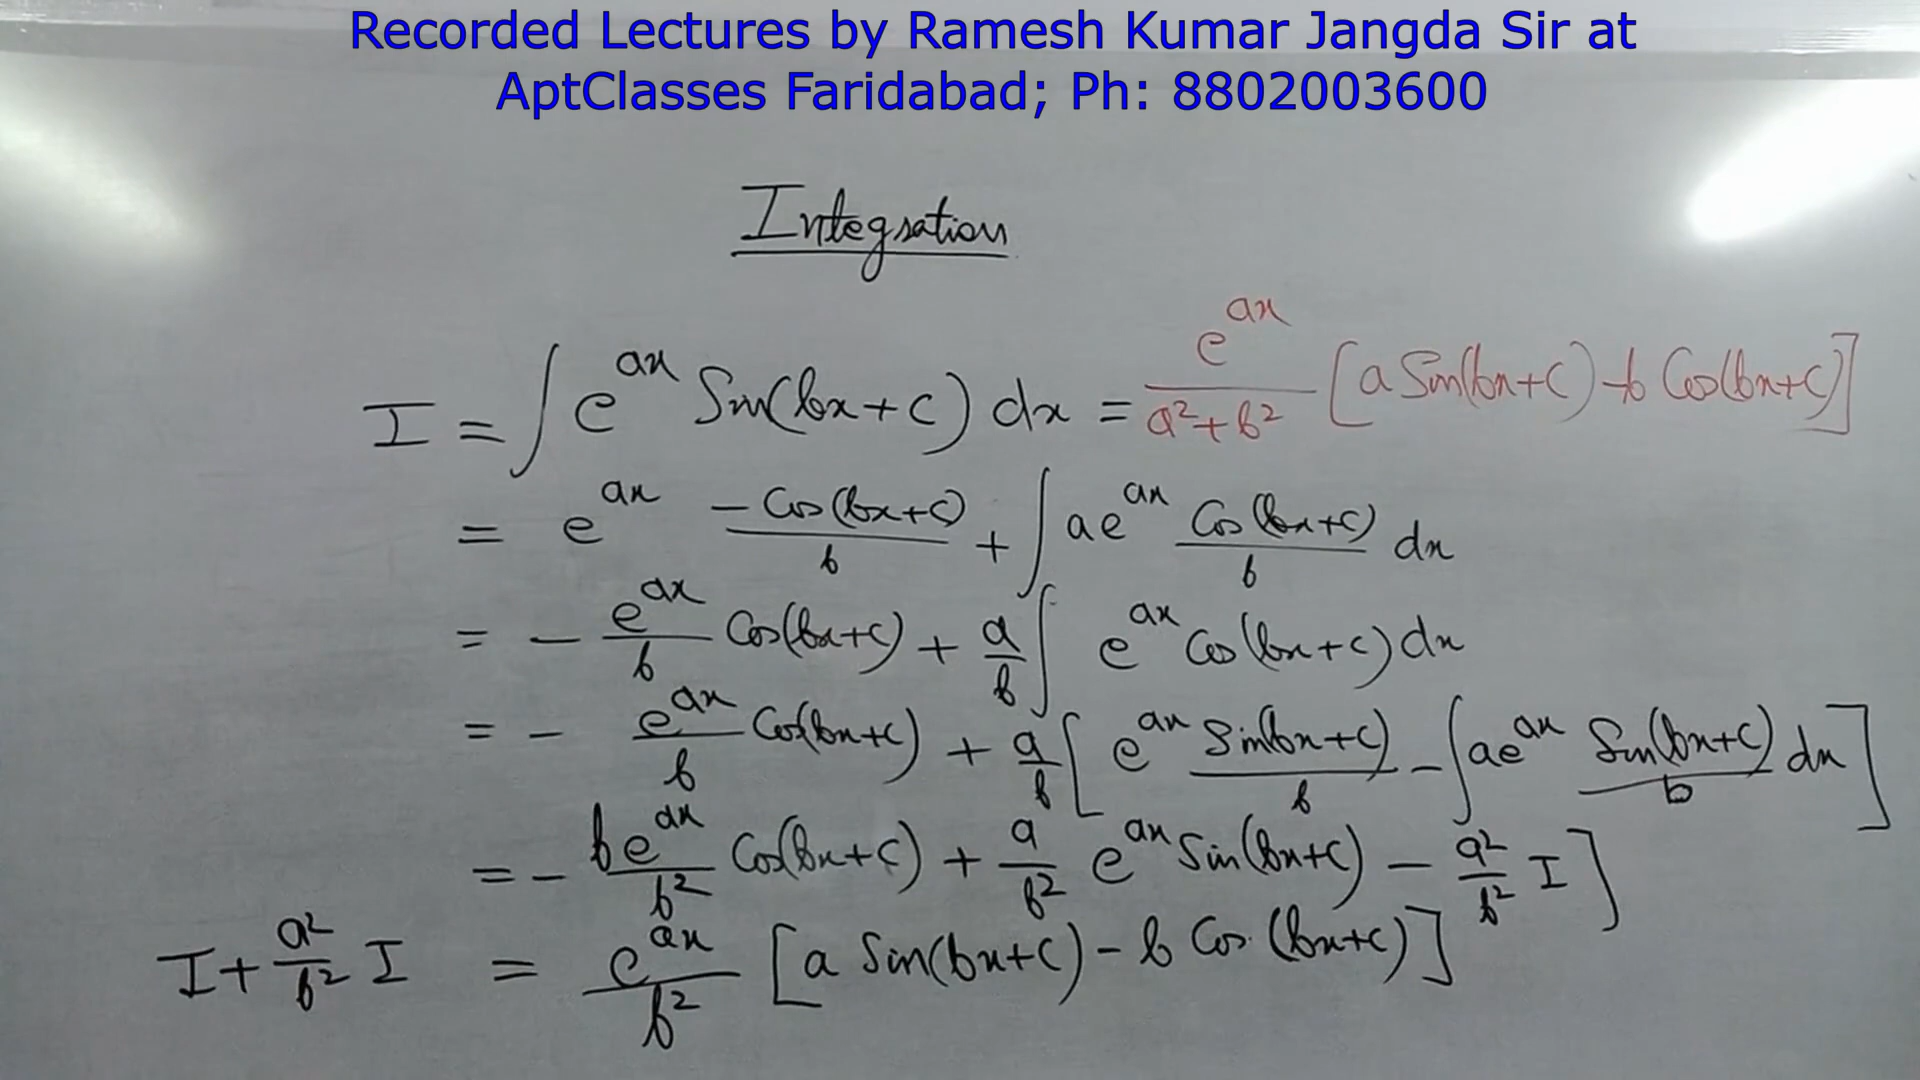 Recorded Lectures by Ramesh Kumar Jangda Sir at
AptClasses Faridabad; Ph: 8802003600
Integration
I = ∫ e^{ax} Sin(bx+c) dx = e^{ax}/(a²+b²) [a Sin(bx+c) - b Cos(bx+c)]
= e^{ax} (-Cos(bx+c))/b + ∫ ae^{ax} Cos(bx+c)/b dx
= - e^{ax}/b Cos(bx+c) + a/b ∫ e^{ax} Cos(bx+c) dx
= - e^{ax}/b Cos(bx+c) + a/b [ e^{ax} Sin(bx+c)/b - ∫ ae^{ax} Sin(bx+c)/b dx ]
= - be^{ax}/b² Cos(bx+c) + a/b² e^{ax} Sin(bx+c) - a²/b² I ]
I + a²/b² I = e^{ax}/b² [a Sin(bx+c) - b Cos (bx+c)]